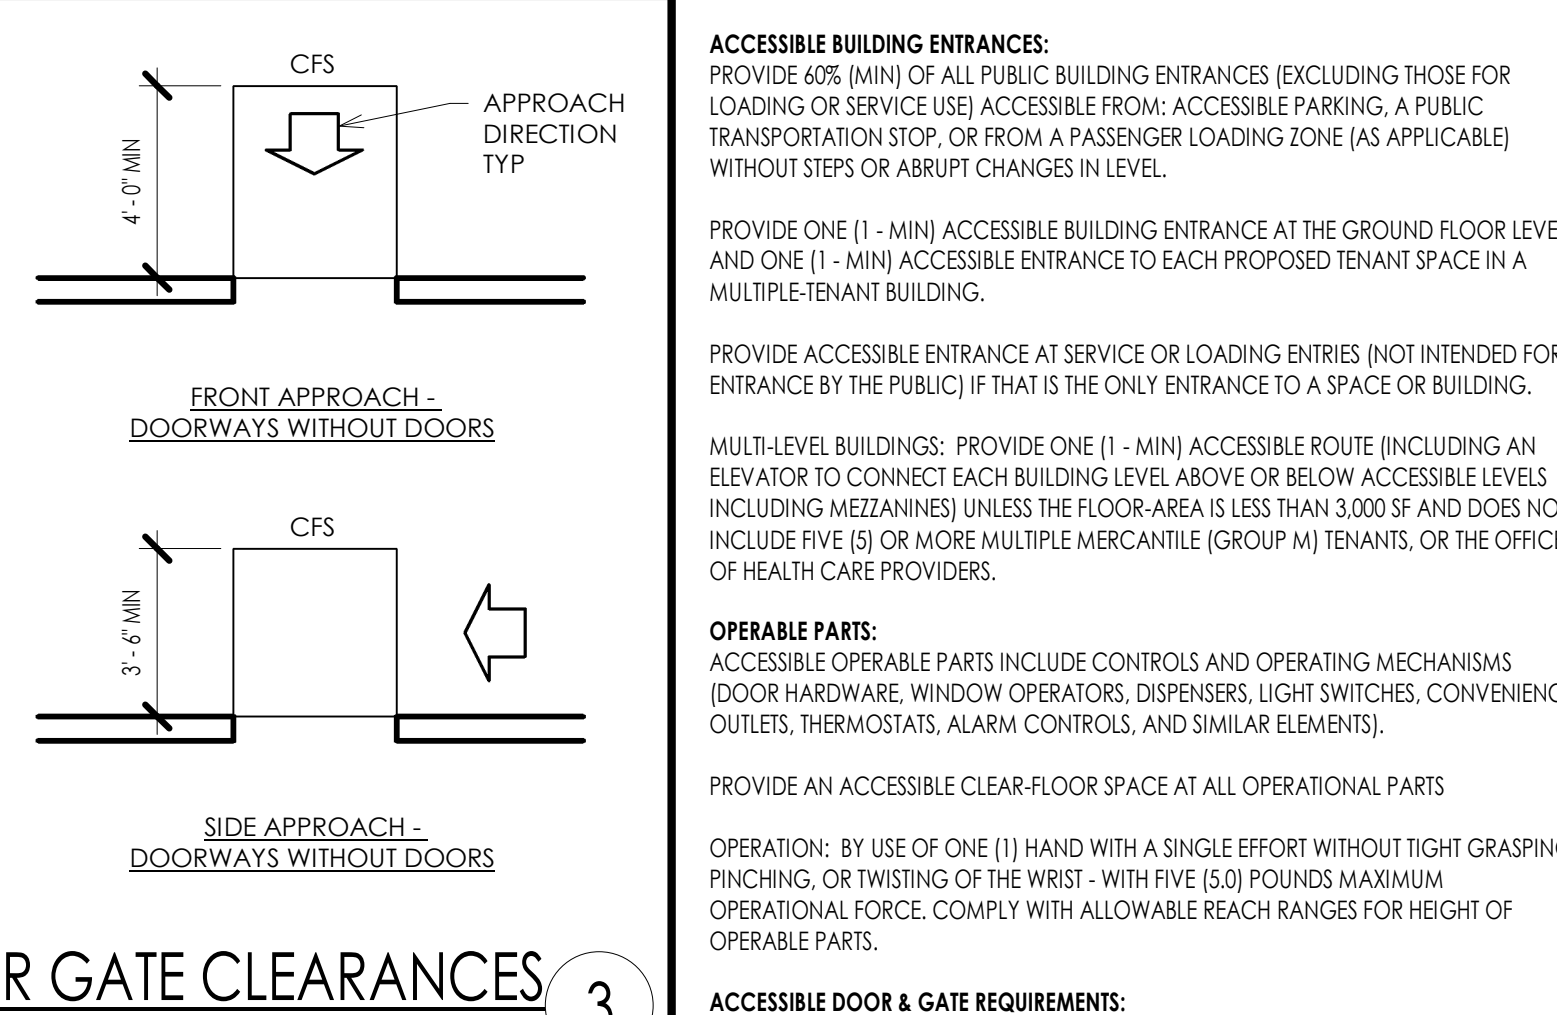 CFS
APPROACH
DIRECTION
TYP
4' - 0" MIN
FRONT APPROACH -
DOORWAYS WITHOUT DOORS
CFS
3' - 6" MIN
SIDE APPROACH -
DOORWAYS WITHOUT DOORS
R GATE CLEARANCES
3
ACCESSIBLE BUILDING ENTRANCES:
PROVIDE 60% (MIN) OF ALL PUBLIC BUILDING ENTRANCES (EXCLUDING THOSE FOR
LOADING OR SERVICE USE) ACCESSIBLE FROM: ACCESSIBLE PARKING, A PUBLIC
TRANSPORTATION STOP, OR FROM A PASSENGER LOADING ZONE (AS APPLICABLE)
WITHOUT STEPS OR ABRUPT CHANGES IN LEVEL.
PROVIDE ONE (1 - MIN) ACCESSIBLE BUILDING ENTRANCE AT THE GROUND FLOOR LEVE
AND ONE (1 - MIN) ACCESSIBLE ENTRANCE TO EACH PROPOSED TENANT SPACE IN A
MULTIPLE-TENANT BUILDING.
PROVIDE ACCESSIBLE ENTRANCE AT SERVICE OR LOADING ENTRIES (NOT INTENDED FOR
ENTRANCE BY THE PUBLIC) IF THAT IS THE ONLY ENTRANCE TO A SPACE OR BUILDING.
MULTI-LEVEL BUILDINGS: PROVIDE ONE (1 - MIN) ACCESSIBLE ROUTE (INCLUDING AN
ELEVATOR TO CONNECT EACH BUILDING LEVEL ABOVE OR BELOW ACCESSIBLE LEVELS
INCLUDING MEZZANINES) UNLESS THE FLOOR-AREA IS LESS THAN 3,000 SF AND DOES NO
INCLUDE FIVE (5) OR MORE MULTIPLE MERCANTILE (GROUP M) TENANTS, OR THE OFFICE
OF HEALTH CARE PROVIDERS.
OPERABLE PARTS:
ACCESSIBLE OPERABLE PARTS INCLUDE CONTROLS AND OPERATING MECHANISMS
(DOOR HARDWARE, WINDOW OPERATORS, DISPENSERS, LIGHT SWITCHES, CONVENIENC
OUTLETS, THERMOSTATS, ALARM CONTROLS, AND SIMILAR ELEMENTS).
PROVIDE AN ACCESSIBLE CLEAR-FLOOR SPACE AT ALL OPERATIONAL PARTS
OPERATION: BY USE OF ONE (1) HAND WITH A SINGLE EFFORT WITHOUT TIGHT GRASPING
PINCHING, OR TWISTING OF THE WRIST - WITH FIVE (5.0) POUNDS MAXIMUM
OPERATIONAL FORCE. COMPLY WITH ALLOWABLE REACH RANGES FOR HEIGHT OF
OPERABLE PARTS.
ACCESSIBLE DOOR & GATE REQUIREMENTS: